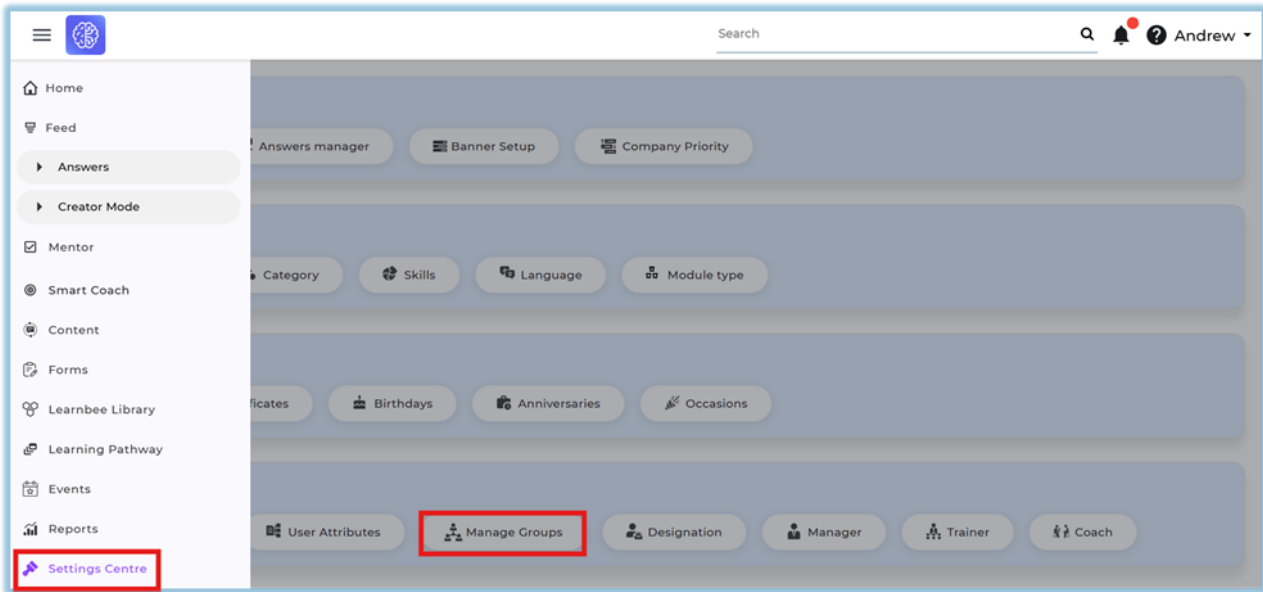 Search
Andrew
Home
Feed
Answers
Creator Mode
Mentor
Smart Coach
Content
Forms
Learnbee Library
Learning Pathway
Events
Reports
Settings Centre
Answers manager
Banner Setup
Company Priority
Category
Skills
Language
Module type
ficates
Birthdays
Anniversaries
Occasions
User Attributes
Manage Groups
Designation
Manager
Trainer
Coach